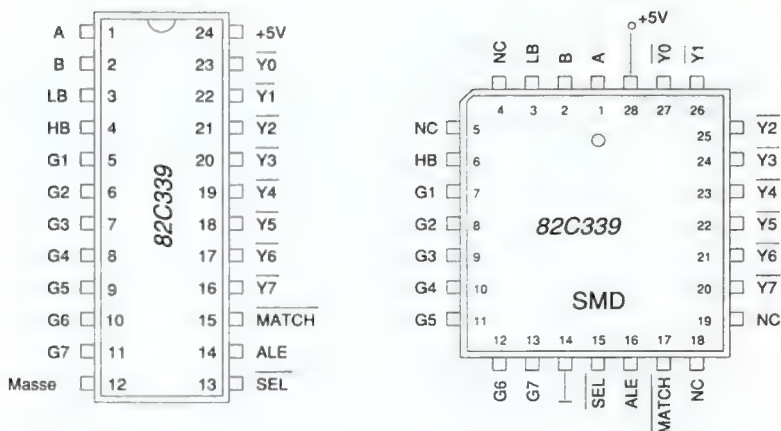 A 1 24 +5V
B 2 23 Y0
LB 3 22 Y1
HB 4 21 Y2
G1 5 20 Y3
G2 6 19 Y4
G3 7 18 Y5
G4 8 17 Y6
G5 9 16 Y7
G6 10 15 MATCH
G7 11 14 ALE
Masse 12 13 SEL
82C339
+5V
NC LB B A Y0 Y1
4 3 2 1 28 27 26
NC 5 25 Y2
HB 6 24 Y3
G1 7 23 Y4
G2 8 22 Y5
G3 9 21 Y6
G4 10 20 Y7
G5 11 19 NC
82C339
SMD
12 13 14 15 16 17 18
G6 G7 SEL ALE MATCH NC